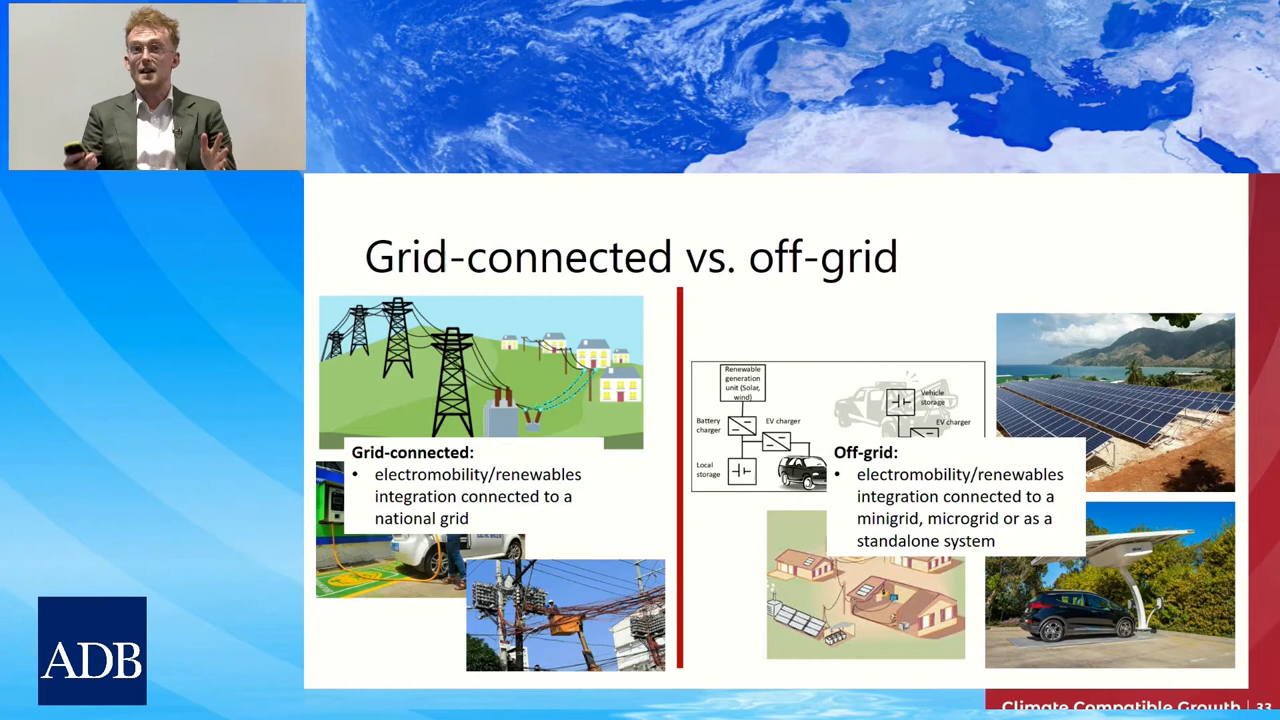 Grid-connected vs. off-grid
Grid-connected:
• electromobility/renewables
integration connected to a
national grid
Renewable
generation
unit (Solar,
wind)
Battery
charger
EV charger
Local
storage
Vehicle
storage
EV charger
Off-grid:
• electromobility/renewables
integration connected to a
minigrid, microgrid or as a
standalone system
ADB
Climate Compatible Growth | 33